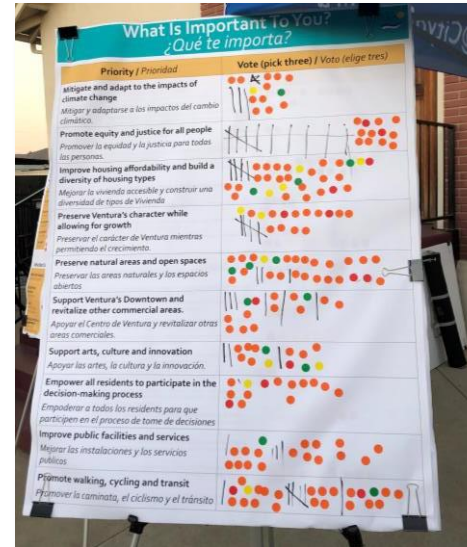 What Is Important To You?
¿Qué te importa?
Priority / Prioridad
Vote (pick three) / Voto (elige tres)
Mitigate and adapt to the impacts of
climate change
Mitigar y adaptarse a los impactos del cambio
climático.
Promote equity and justice for all people
Promover la equidad y la justicia para todas
las personas.
Improve housing affordability and build a
diversity of housing types
Mejorar la vivienda accesible y construir una
diversidad de tipos de Vivienda
Preserve Ventura's character while
allowing for growth
Preservar el carácter de Ventura mientras
permitiendo el crecimiento.
Preserve natural areas and open spaces
Preservar las areas naturales y los espacios
abiertos
Support Ventura's Downtown and
revitalize other commercial areas.
Apoyar el Centro de Ventura y revitalizar otras
areas comerciales.
Support arts, culture and innovation
Apoyar las artes, la cultura y la innovación.
Empower all residents to participate in the
decision-making process
Empoderar a todos los residents para que
participen en el proceso de tome de decisiones
Improve public facilities and services
Mejorar las instalaciones y los servicios
publicos
Promote walking, cycling and transit
Promover la caminata, el ciclismo y el tránsito